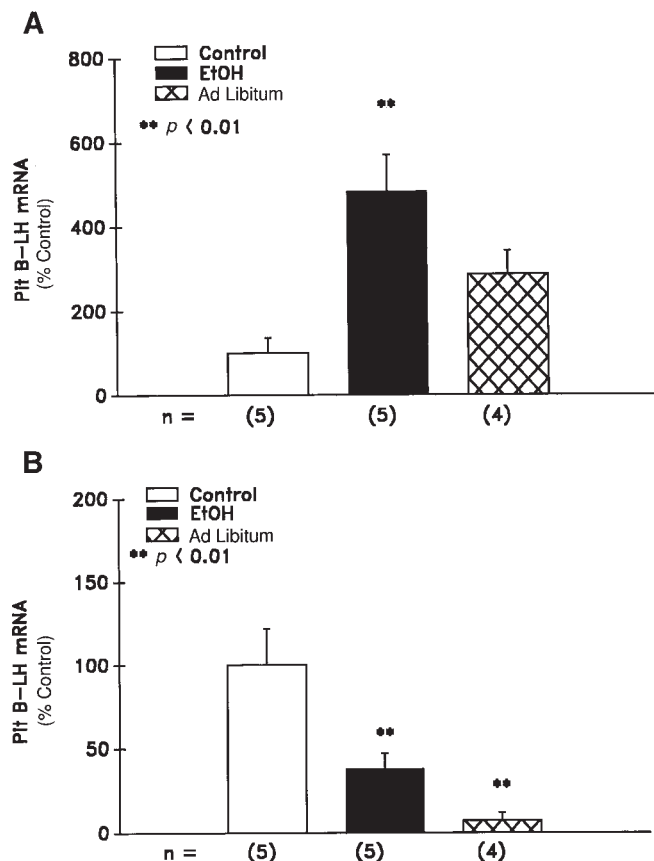 A
800
600
400
200
0
Pit B-LH mRNA
(% Control)
Control
EtOH
Ad Libitum
** p < 0.01
**
n = (5) (5) (4)
B
200
150
100
50
0
Pit B-LH mRNA
(% Control)
Control
EtOH
Ad Libitum
** p < 0.01
**
**
n = (5) (5) (4)